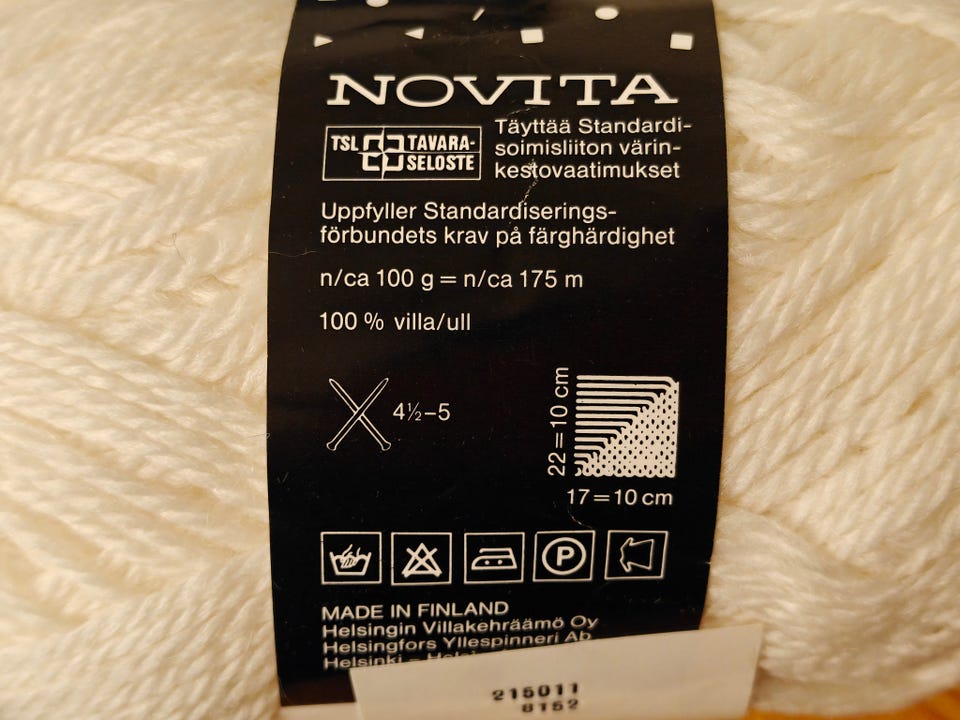 NOVITA
TSL TAVARA-
SELOSTE
Täyttää Standardi-
soimisliiton värin-
kestovaatimukset
Uppfyller Standardiserings-
förbundets krav på färghärdighet
n/ca 100 g = n/ca 175 m
100 % villa/ull
4½–5
22 = 10 cm
17 = 10 cm
P
MADE IN FINLAND
Helsingin Villakehräämö Oy
Helsingfors Yllespinneri Ab
Helsinki –
215011
8152